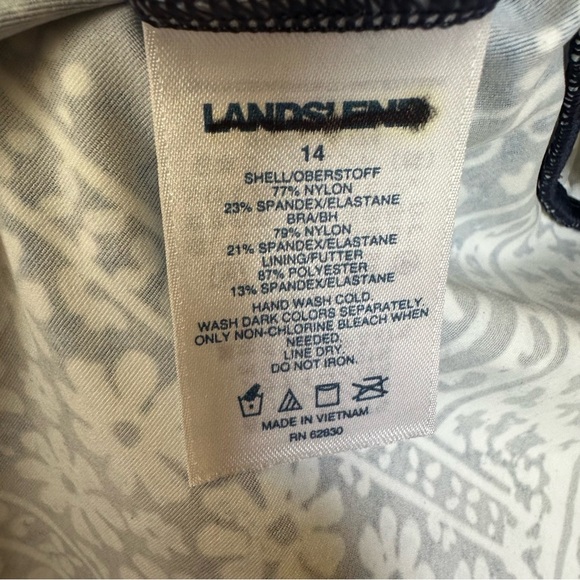 LANDS'END
14
SHELL/OBERSTOFF
77% NYLON
23% SPANDEX/ELASTANE
BRA/BH
79% NYLON
21% SPANDEX/ELASTANE
LINING/FUTTER
87% POLYESTER
13% SPANDEX/ELASTANE
HAND WASH COLD.
WASH DARK COLORS SEPARATELY.
ONLY NON-CHLORINE BLEACH WHEN
NEEDED.
LINE DRY.
DO NOT IRON.
MADE IN VIETNAM
RN 62830